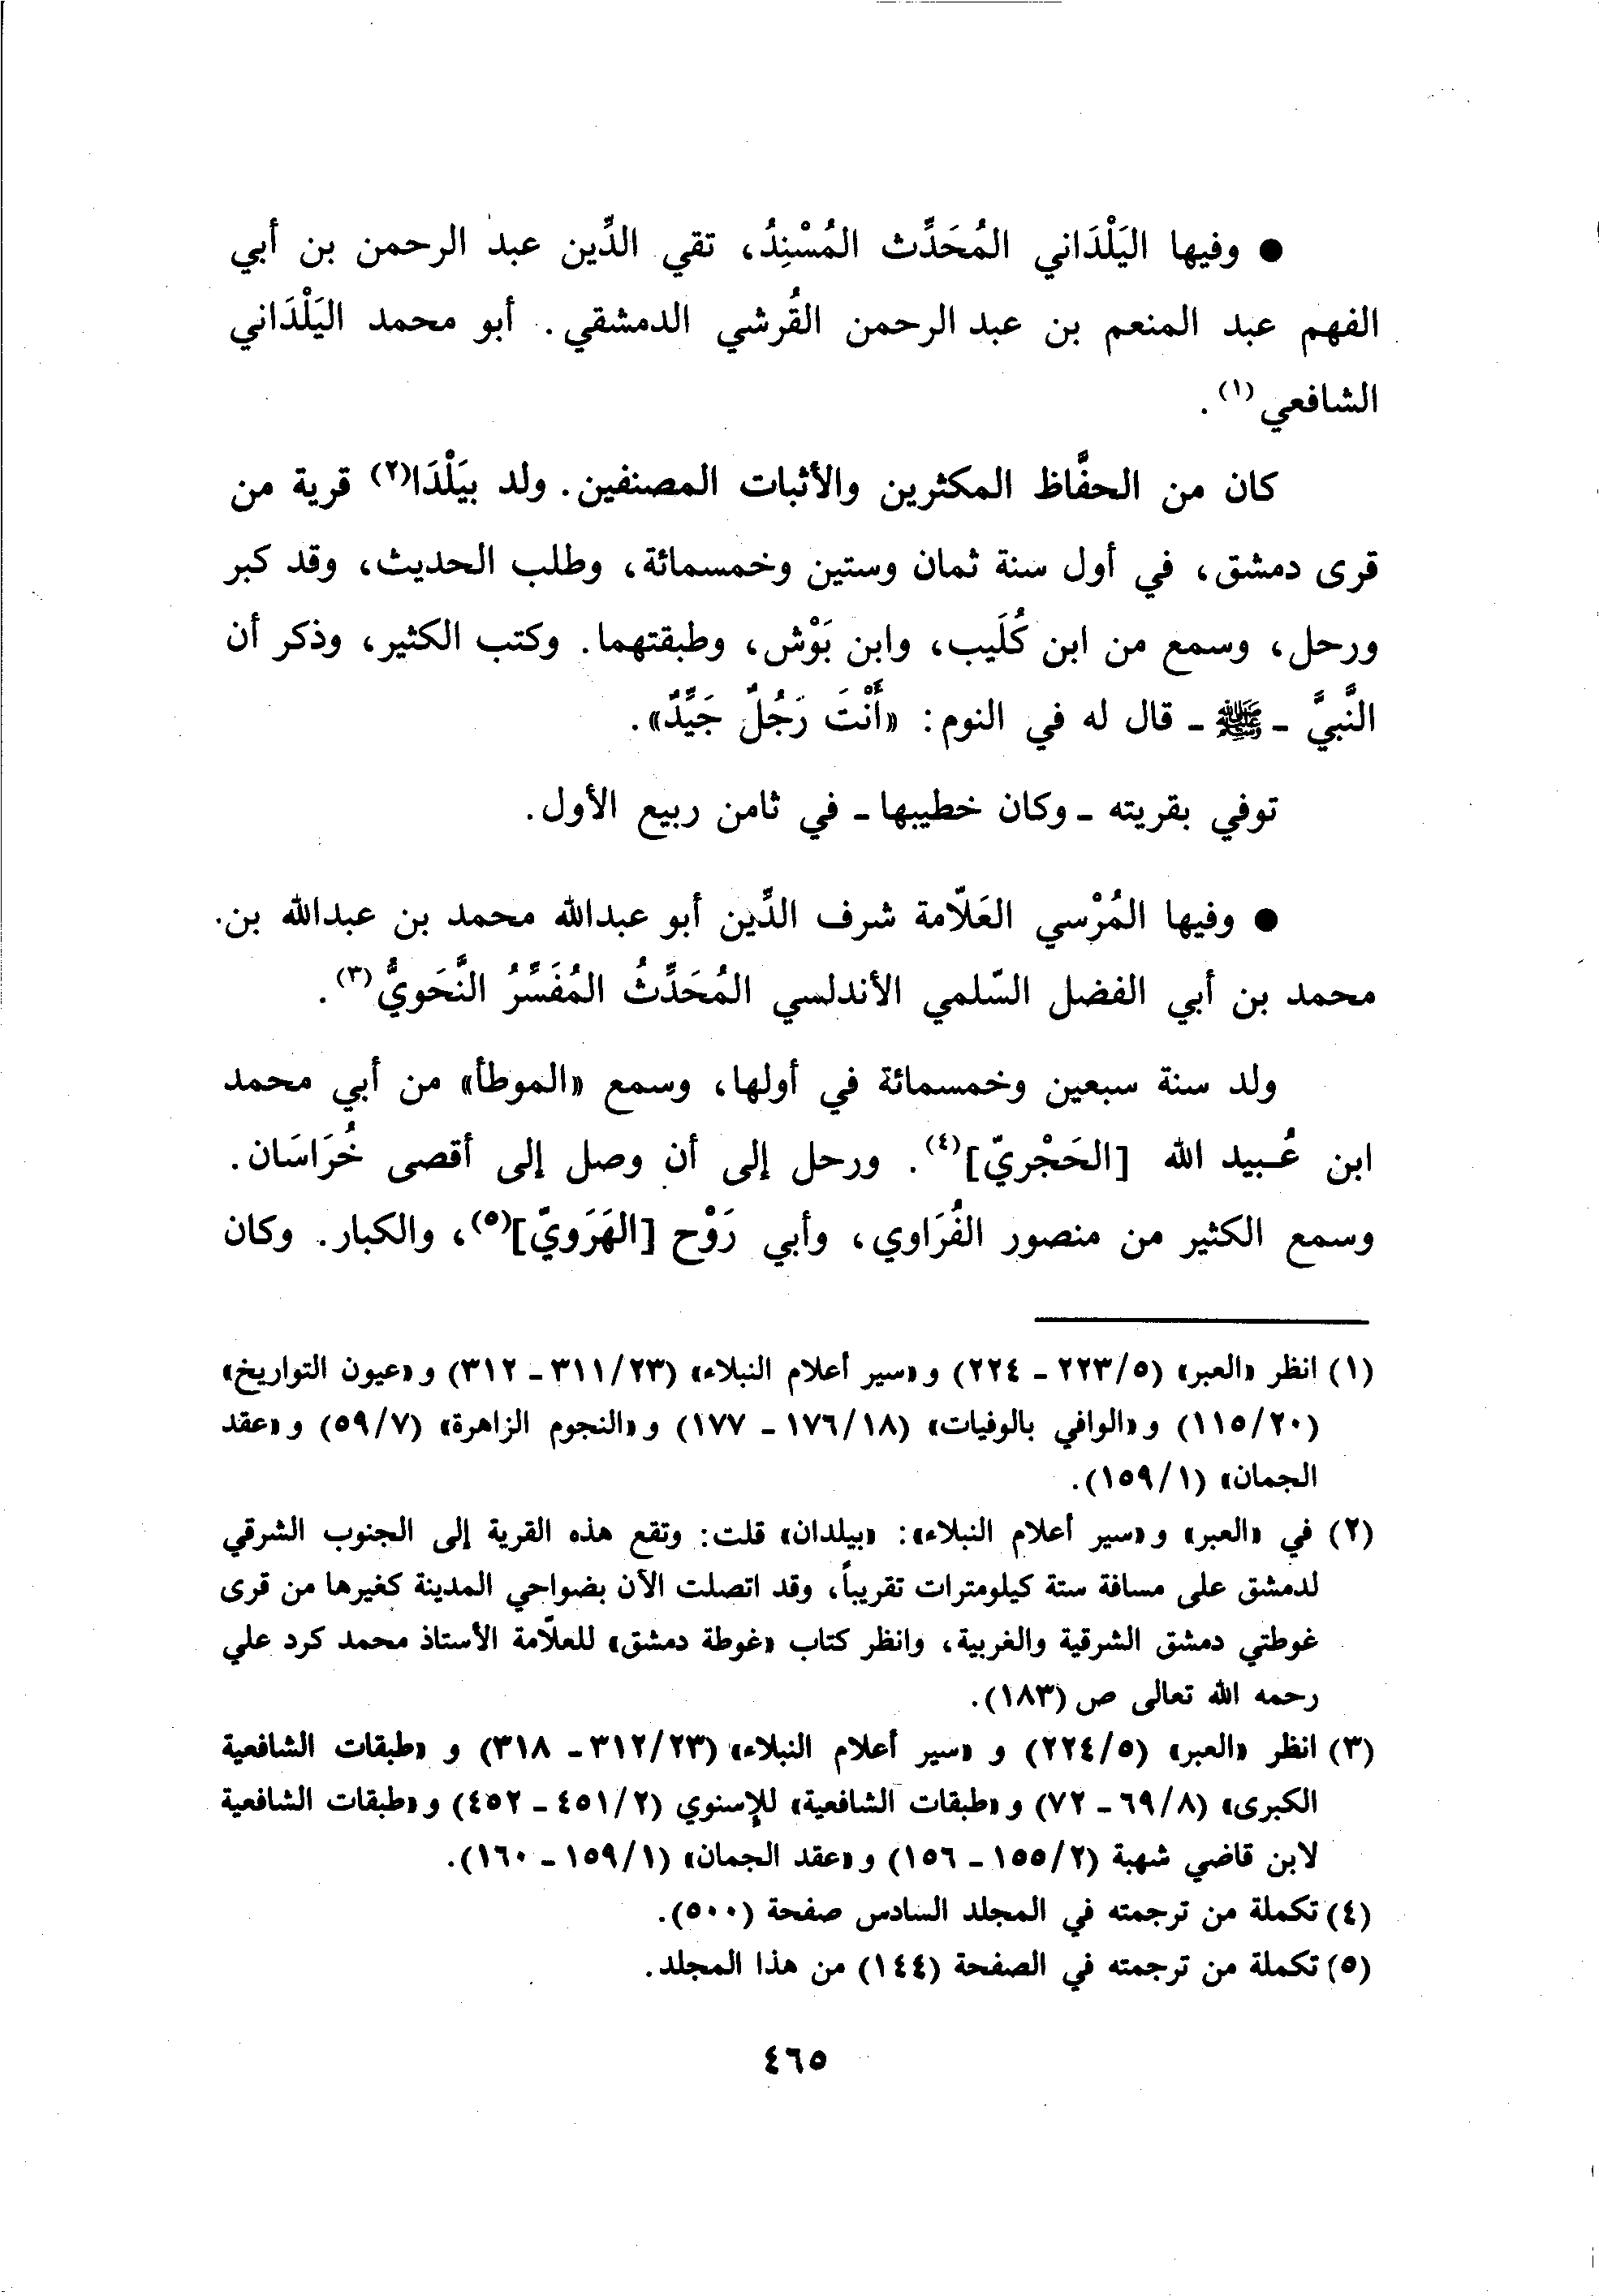 ● وفيها اليَلْدَاني المُحَدِّث المُسْنِدُ، تقي الدِّين عبد الرحمن بن أبي
الفهم عبد المنعم بن عبد الرحمن القُرشي الدمشقي. أبو محمد اليَلْدَاني
الشافعي(١).
كان من الحفَّاظ المكثرين والأثبات المصنفين. ولد بيَلْدَا(٢) قرية من
قرى دمشق، في أول سنة ثمان وستين وخمسمائة، وطلب الحديث، وقد كبر
ورحل، وسمع من ابن كُلَيب، وابن بَوْش، وطبقتهما. وكتب الكثير، وذكر أن
النَّبيَّ - ﷺ - قال له في النوم: «أَنْتَ رَجُلٌ جَيِّدٌ».
توفي بقريته - وكان خطيبها - في ثامن ربيع الأول.
● وفيها المُرْسي العَلّامة شرف الدِّين أبو عبدالله محمد بن عبدالله بن
محمد بن أبي الفضل السّلمي الأندلسي المُحَدِّثُ المُفَسِّرُ النَّحَويُّ(٣).
ولد سنة سبعين وخمسمائة في أولها، وسمع «الموطأ» من أبي محمد
ابن عُبيد الله [الحَجْريّ](٤). ورحل إلى أن وصل إلى أقصى خُرَاسَان.
وسمع الكثير من منصور الفُرَاوي، وأبي رَوْح [الهَرَويّ](٥)، والكبار. وكان
(١) انظر «العبر» (٥/ ٢٢٣ - ٢٢٤) و«سير أعلام النبلاء» (٢٣/ ٣١١ - ٣١٢) و«عيون التواريخ»
(٢٠/ ١١٥) و«الوافي بالوفيات» (١٨/ ١٧٦ - ١٧٧) و«النجوم الزاهرة» (٧/ ٥٩) و«عقد
الجمان» (١/ ١٥٩).
(٢) في «العبر» و«سير أعلام النبلاء»: «بيلدان» قلت: وتقع هذه القرية إلى الجنوب الشرقي
لدمشق على مسافة ستة كيلومترات تقريباً، وقد اتصلت الآن بضواحي المدينة كغيرها من قرى
غوطتي دمشق الشرقية والغربية، وانظر كتاب «غوطة دمشق» للعلاّمة الأستاذ محمد كرد علي
رحمه الله تعالى ص (١٨٣).
(٣) انظر «العبر» (٥/ ٢٢٤) و «سير أعلام النبلاء» (٢٣/ ٣١٢ - ٣١٨) و «طبقات الشافعية
الكبرى» (٨/ ٦٩ - ٧٢) و«طبقات الشافعية» للإسنوي (٢/ ٤٥١ - ٤٥٢) و«طبقات الشافعية
لابن قاضي شهبة (٢/ ١٥٥ - ١٥٦) و«عقد الجمان» (١/ ١٥٩ - ١٦٠).
(٤) تكملة من ترجمته في المجلد السادس صفحة (٥٠٠).
(٥) تكملة من ترجمته في الصفحة (١٤٤) من هذا المجلد.
٤٦٥